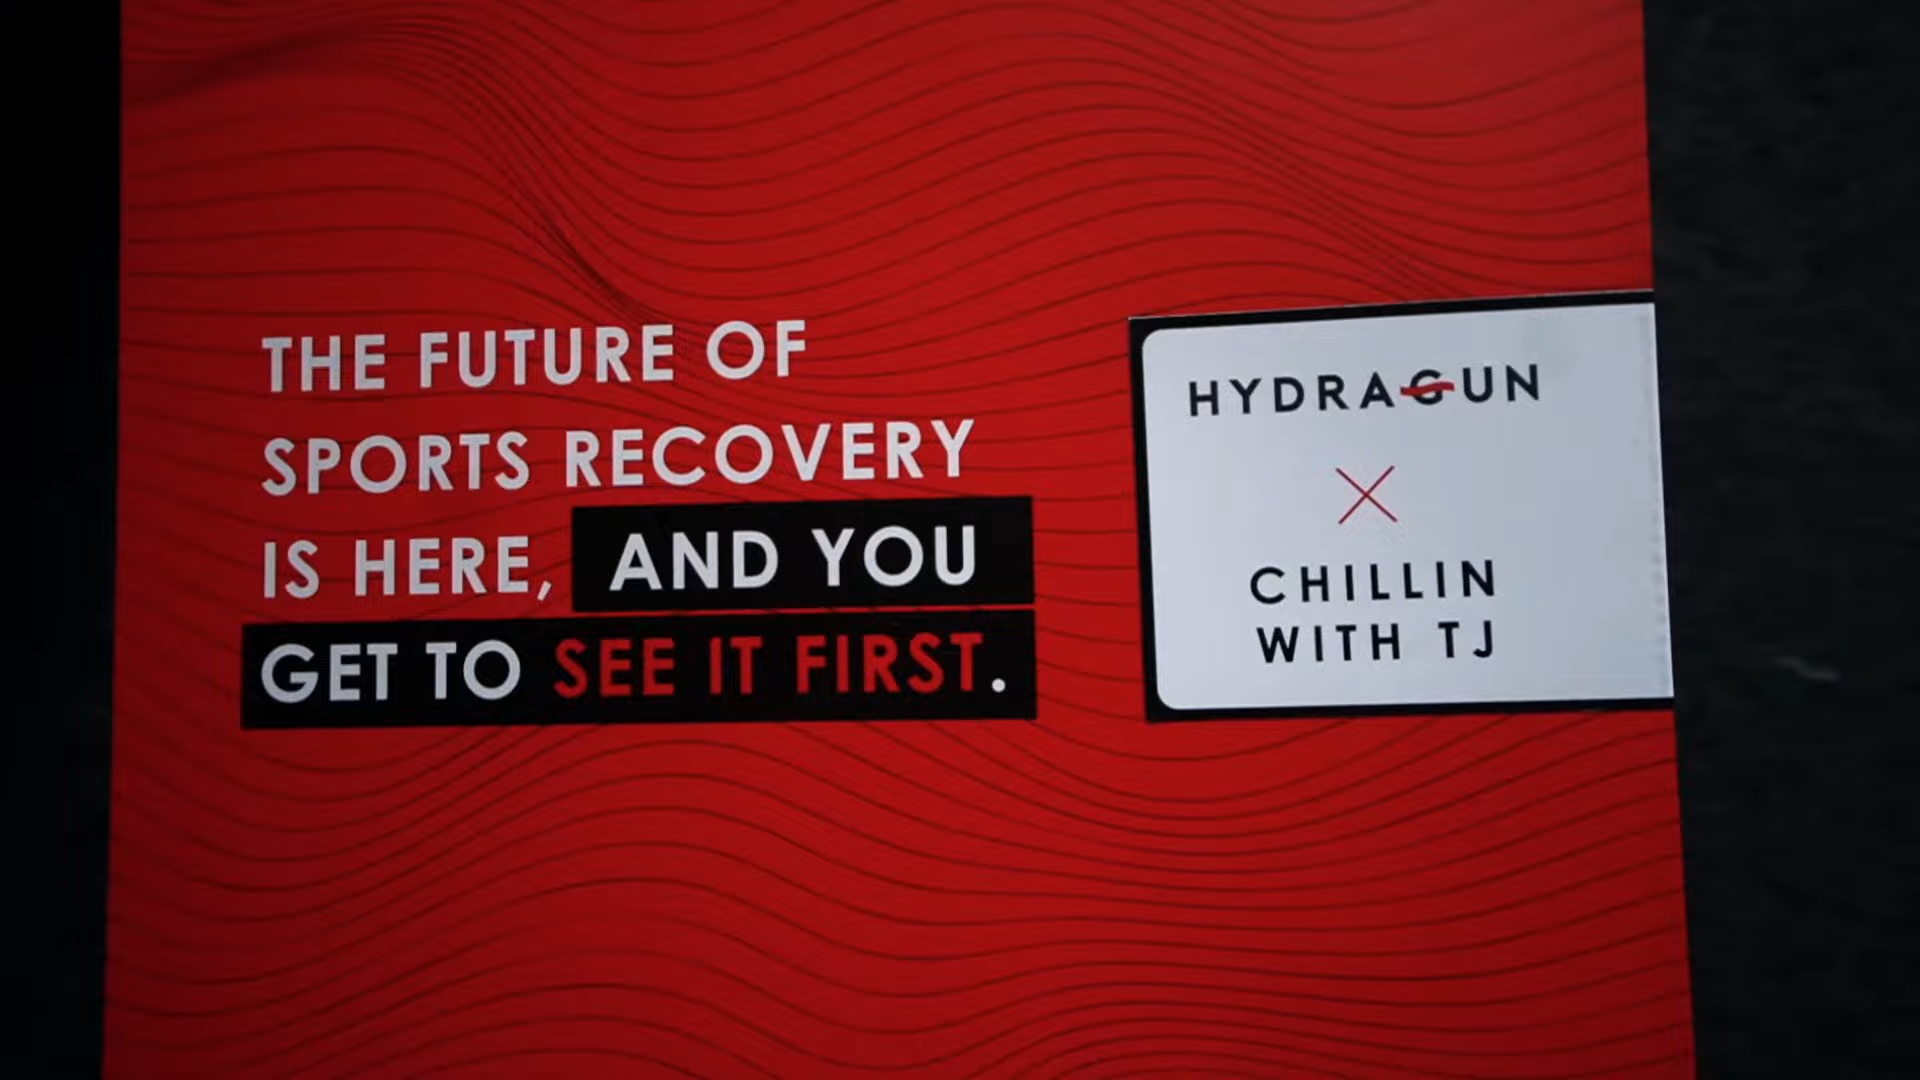 THE FUTURE OF
SPORTS RECOVERY
IS HERE, AND YOU
GET TO SEE IT FIRST.
HYDRAGUN
X
CHILLIN
WITH TJ